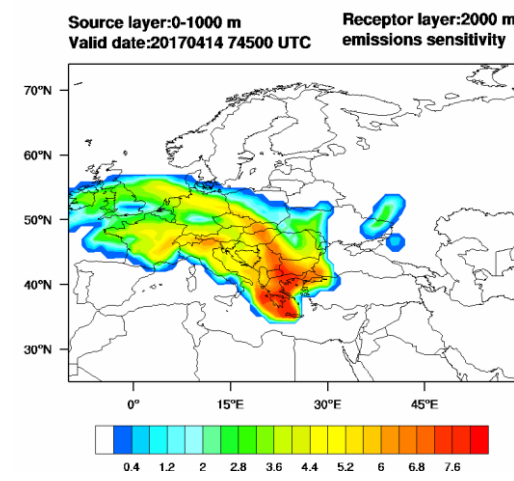 Source layer:0-1000 m
Receptor layer:2000 m
Valid date:20170414 74500 UTC
emissions sensitivity
70°N
60°N
50°N
40°N
30°N
0°
15°E
30°E
45°E
0.4 1.2 2 2.8 3.6 4.4 5.2 6 6.8 7.6